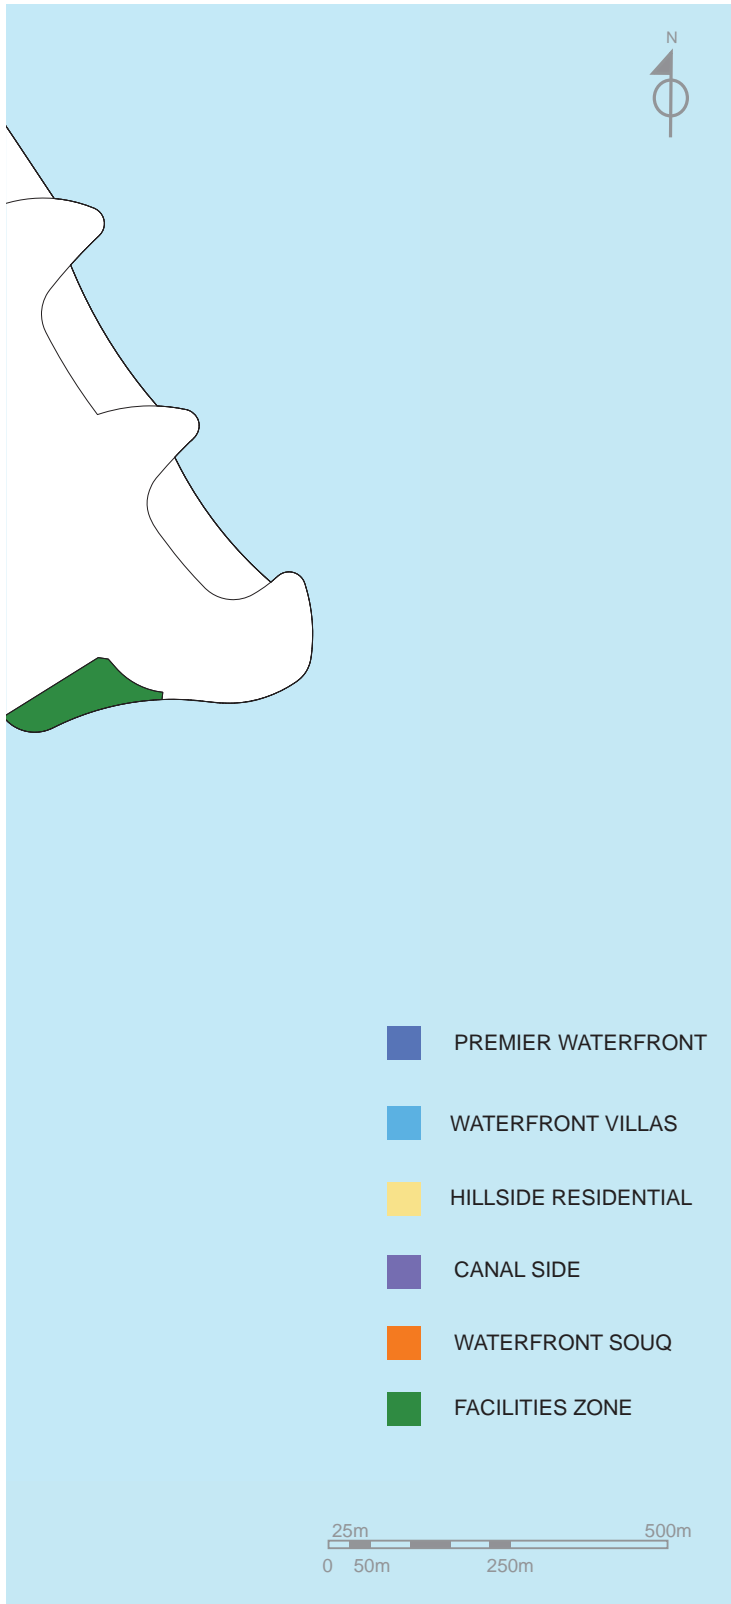 N
PREMIER WATERFRONT
WATERFRONT VILLAS
HILLSIDE RESIDENTIAL
CANAL SIDE
WATERFRONT SOUQ
FACILITIES ZONE
25m 500m
0 50m 250m